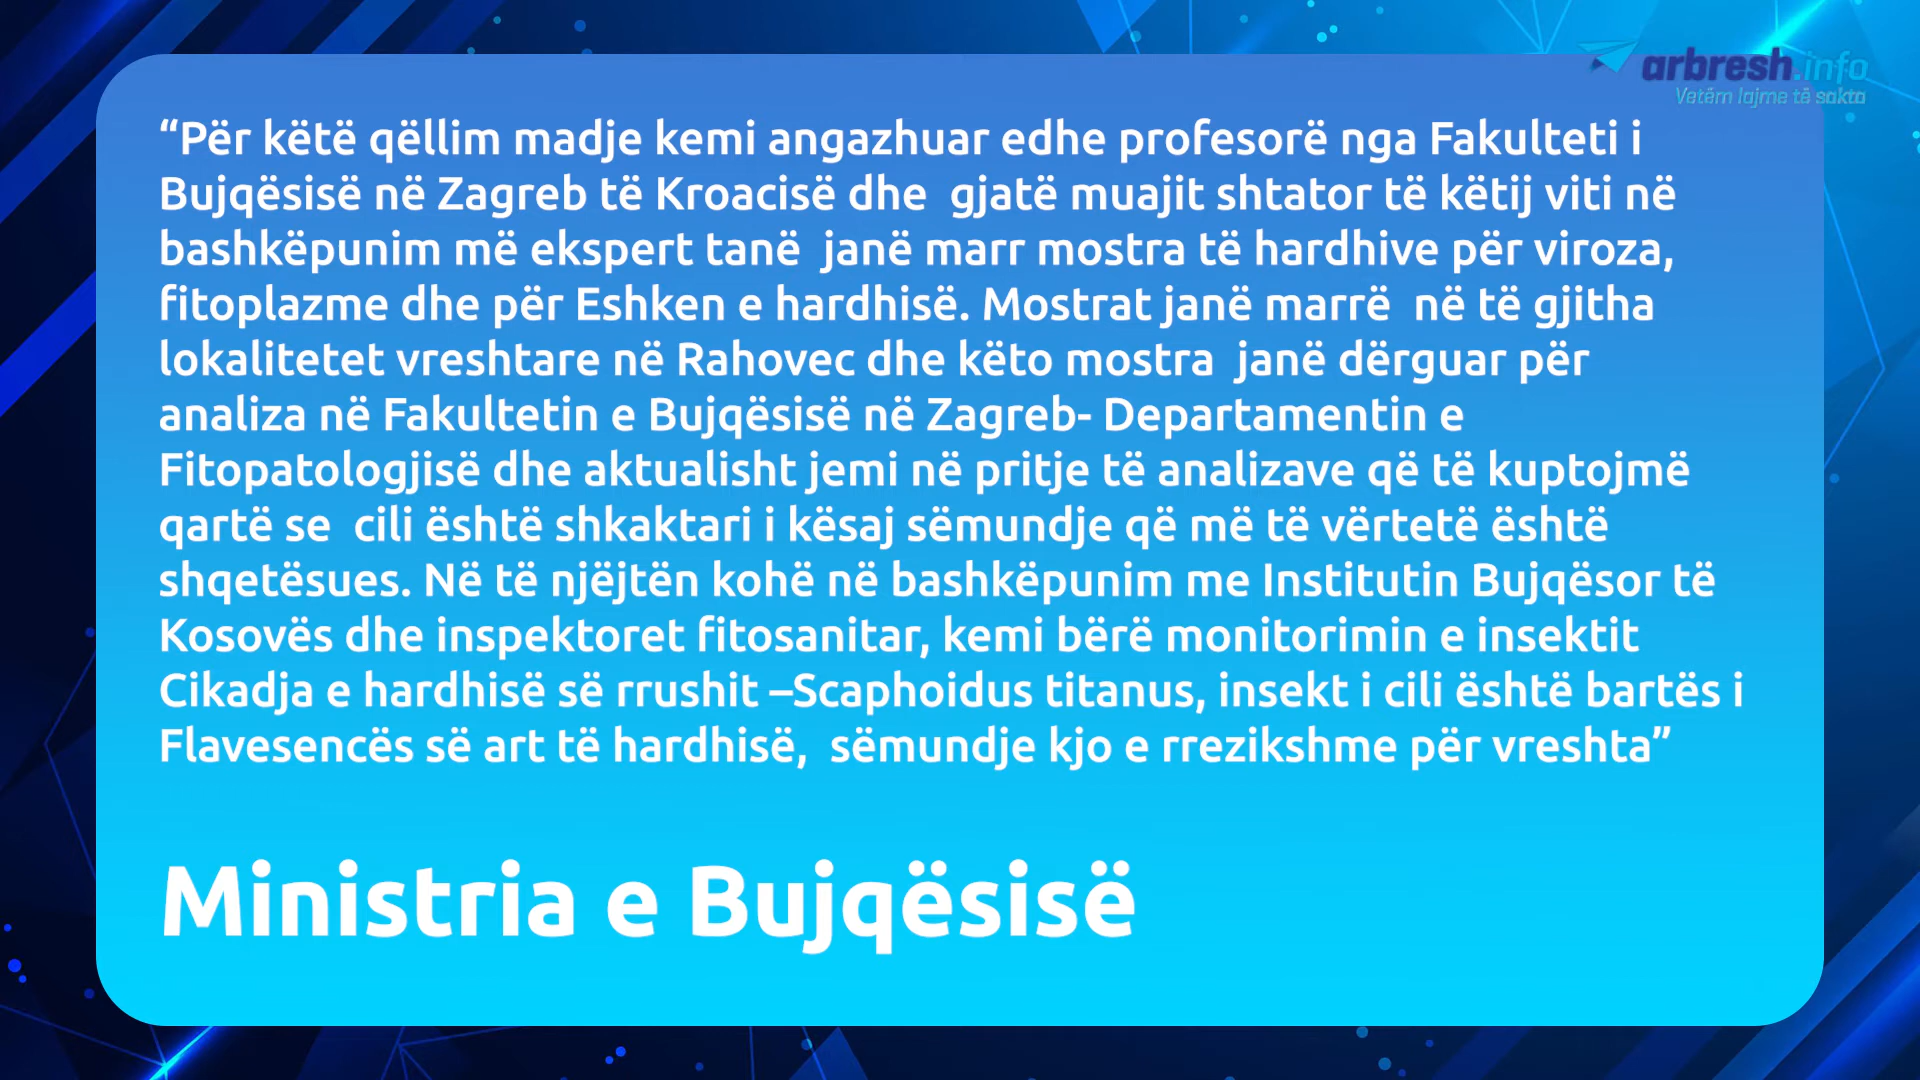 arbresh.info
Vetëm lajme të sakta
“Për këtë qëllim madje kemi angazhuar edhe profesorë nga Fakulteti i
Bujqësisë në Zagreb të Kroacisë dhe  gjatë muajit shtator të këtij viti në
bashkëpunim më ekspert tanë  janë marr mostra të hardhive për viroza,
fitoplazme dhe për Eshken e hardhisë. Mostrat janë marrë  në të gjitha
lokalitetet vreshtare në Rahovec dhe këto mostra  janë dërguar për
analiza në Fakultetin e Bujqësisë në Zagreb- Departamentin e
Fitopatologjisë dhe aktualisht jemi në pritje të analizave që të kuptojmë
qartë se  cili është shkaktari i kësaj sëmundje që më të vërtetë është
shqetësues. Në të njëjtën kohë në bashkëpunim me Institutin Bujqësor të
Kosovës dhe inspektoret fitosanitar, kemi bërë monitorimin e insektit
Cikadja e hardhisë së rrushit –Scaphoidus titanus, insekt i cili është bartës i
Flavesencës së art të hardhisë,  sëmundje kjo e rrezikshme për vreshta”
Ministria e Bujqësisë